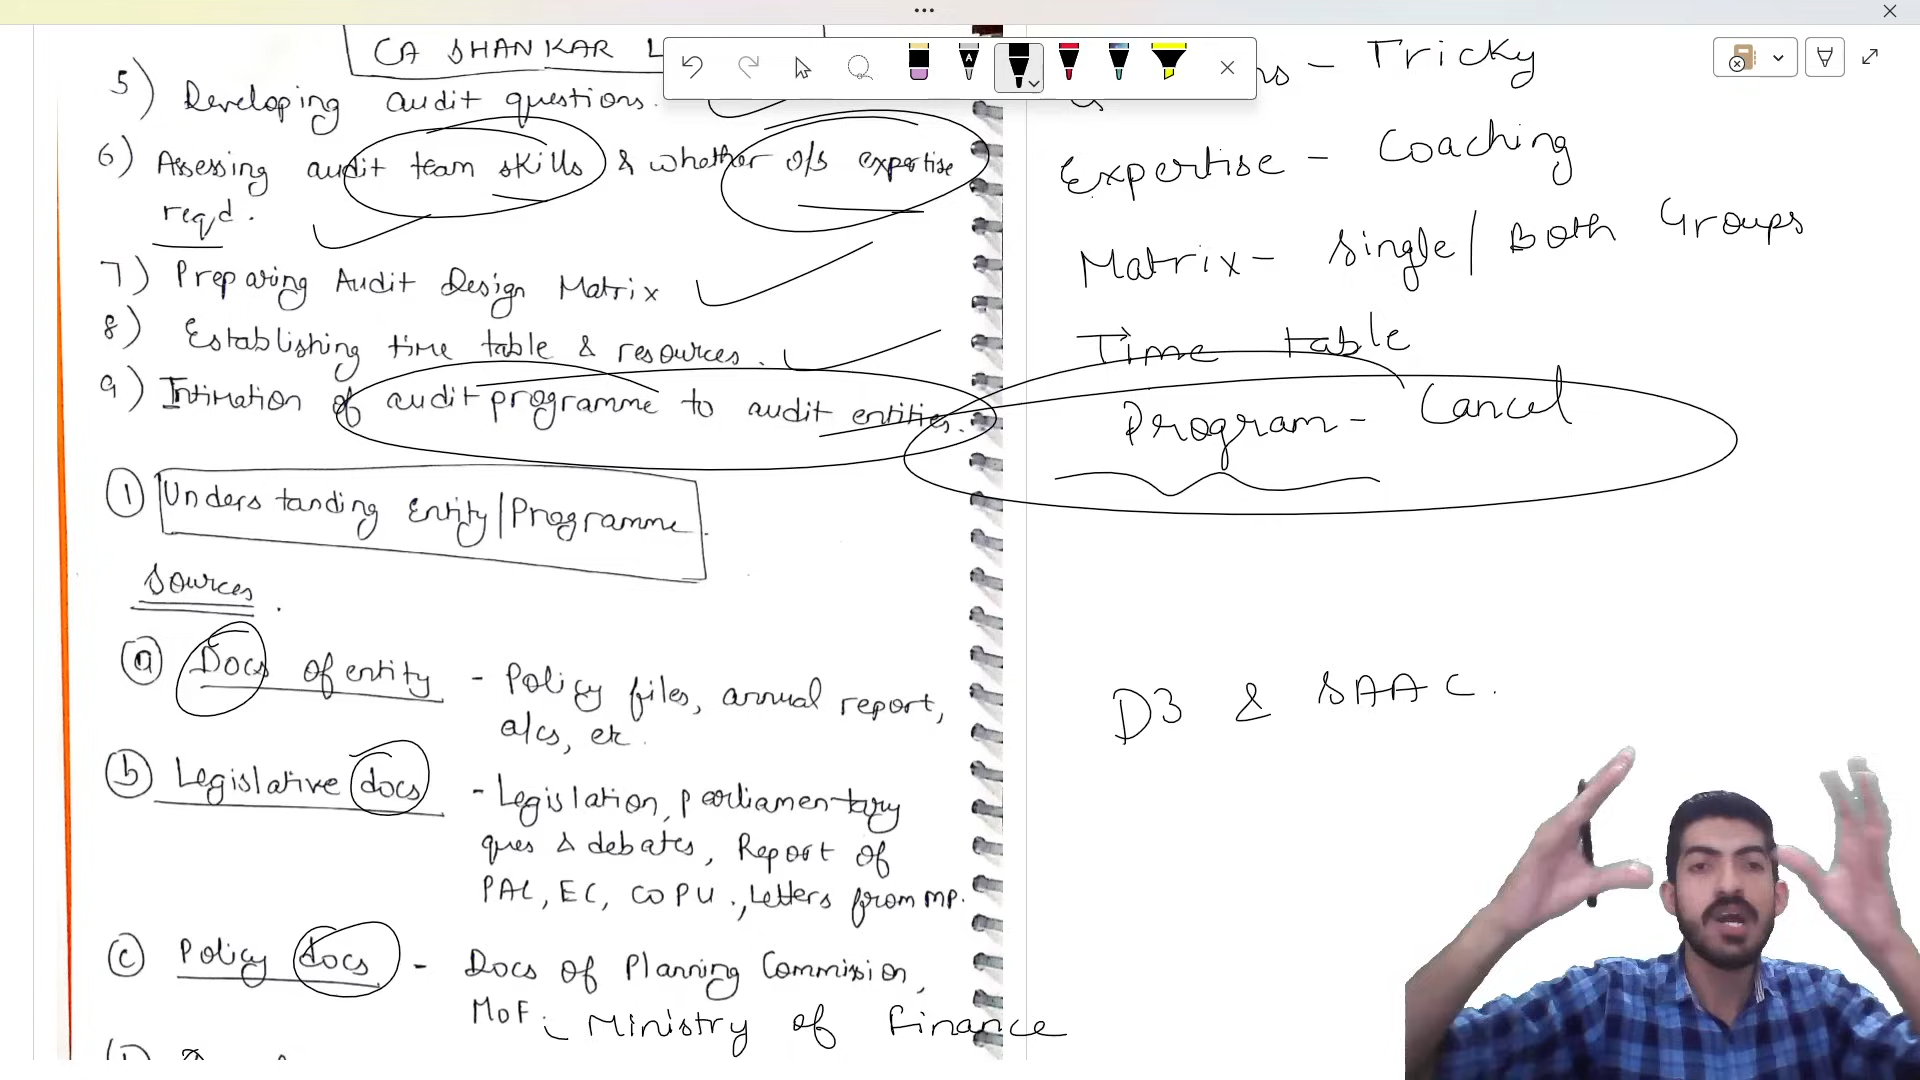 CA SHANKAR L
5) Developing audit questions.
6) Assessing audit team skills & whether o/s expertise
reqd.
7) Preparing Audit Design Matrix
8) Establishing time table & resources.
9) Intimation of audit programme to audit entities.
① Understanding Entity/Programme.
Sources.
ⓐ Docs of entity - Policy files, annual report,
a/cs, etc.
ⓑ Legislative docs - Legislation, parliamentary
ques & debates, Report of
PAC, EC, COPU., Letters from MP.
ⓒ Policy docs - Docs of Planning Commission,
MoF. Ministry of Finance
- Tricky
Expertise - Coaching
Matrix - Single/Both Groups
Time table
Program - Cancel
D3 & SAAC.